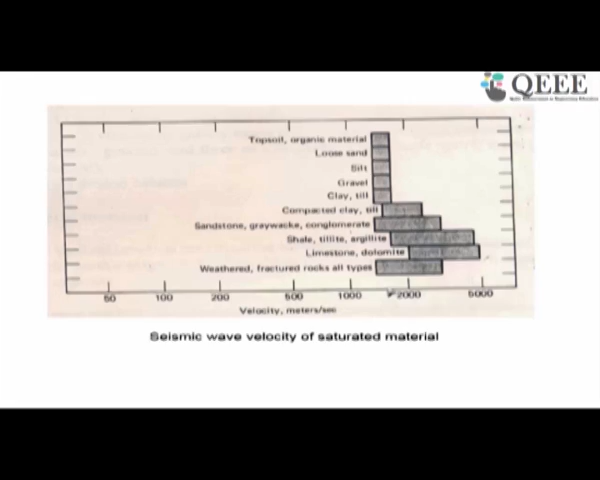 QEEE
Topsoil, organic material
Loose sand
Silt
Gravel
Clay, till
Compacted clay, till
Sandstone, graywacke, conglomerate
Shale, tillite, argillite
Limestone, dolomite
Weathered, fractured rocks all types
50 100 200 500 1000 2000 5000
Velocity, meters/sec
Seismic wave velocity of saturated material